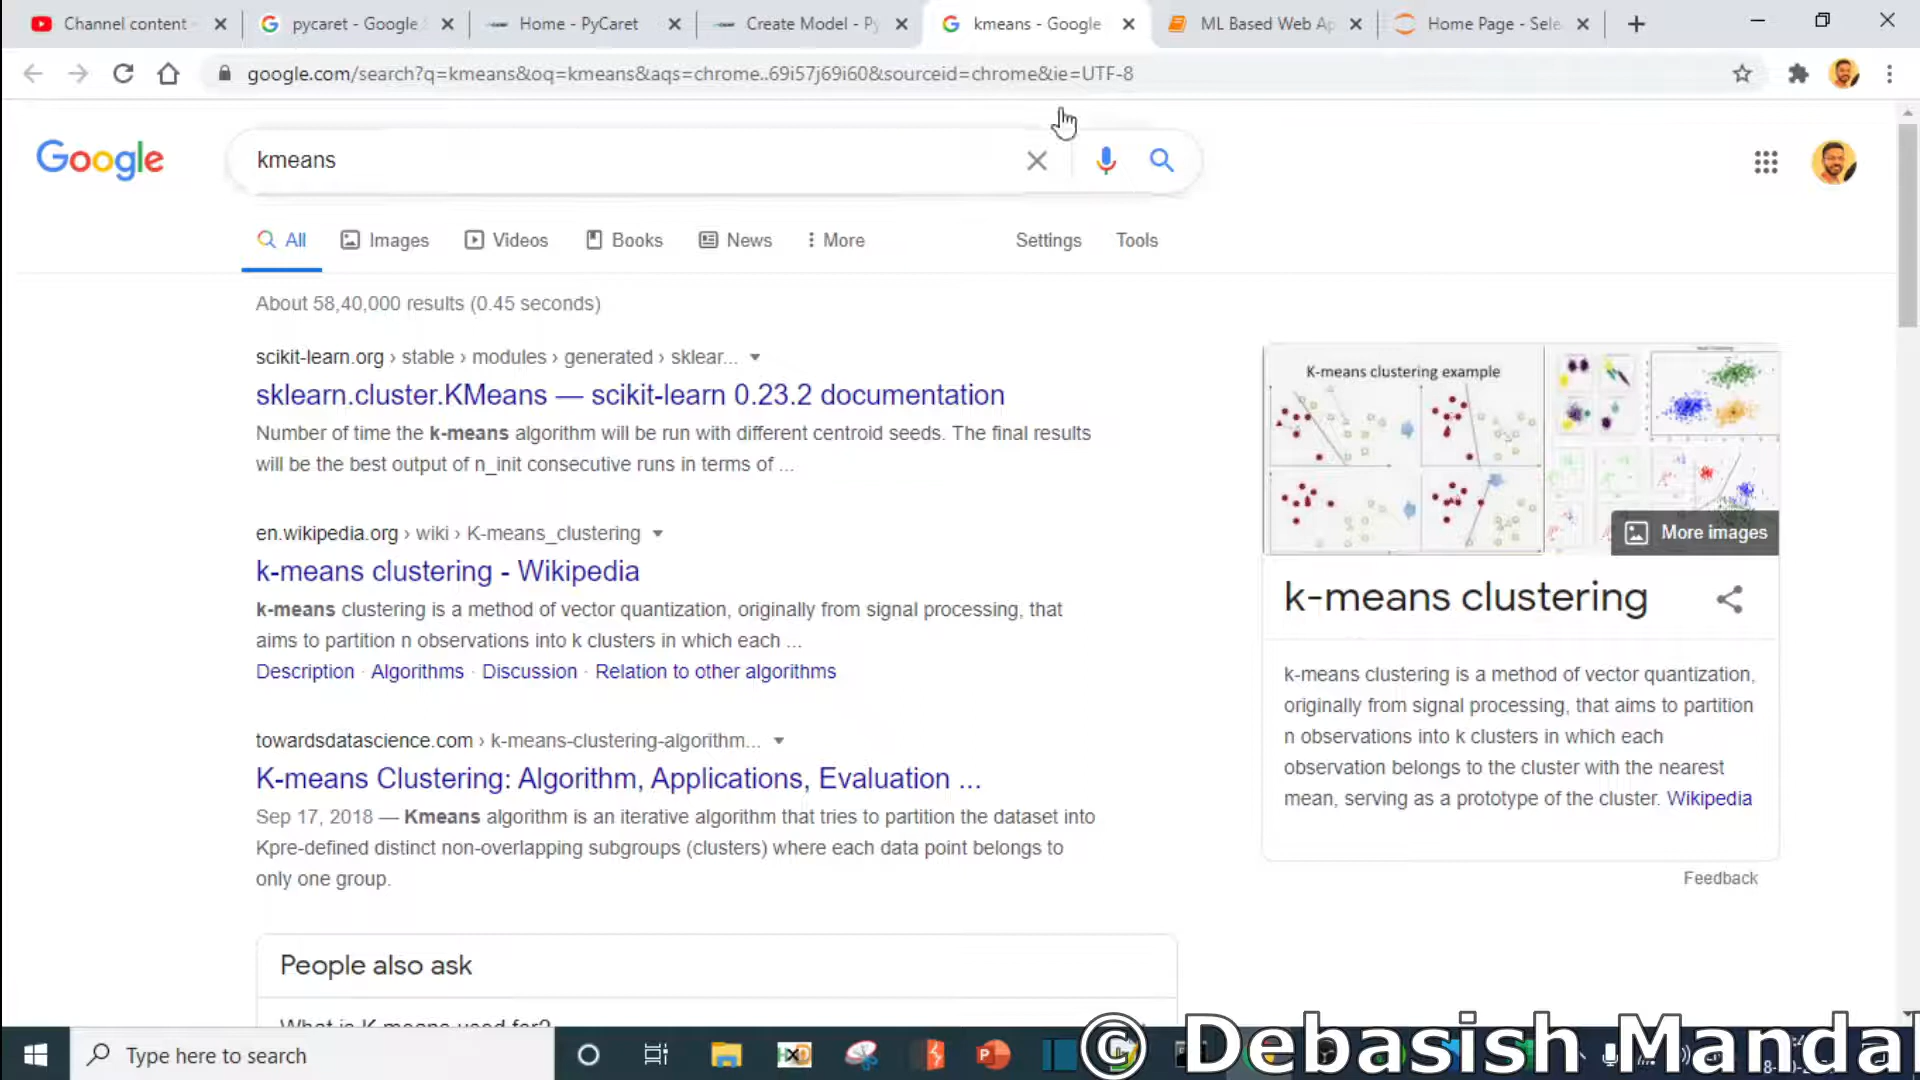 Channel content
pycaret - Google
Home - PyCaret
Create Model - Py
kmeans - Google
ML Based Web Ap
Home Page - Sele
google.com/search?q=kmeans&oq=kmeans&aqs=chrome..69i57j69i60&sourceid=chrome&ie=UTF-8
Google
kmeans
All
Images
Videos
Books
News
More
Settings
Tools
About 58,40,000 results (0.45 seconds)
scikit-learn.org › stable › modules › generated › sklear...
sklearn.cluster.KMeans — scikit-learn 0.23.2 documentation
Number of time the k-means algorithm will be run with different centroid seeds. The final results
will be the best output of n_init consecutive runs in terms of ...
en.wikipedia.org › wiki › K-means_clustering
k-means clustering - Wikipedia
k-means clustering is a method of vector quantization, originally from signal processing, that
aims to partition n observations into k clusters in which each ...
Description · Algorithms · Discussion · Relation to other algorithms
towardsdatascience.com › k-means-clustering-algorithm...
K-means Clustering: Algorithm, Applications, Evaluation ...
Sep 17, 2018 — Kmeans algorithm is an iterative algorithm that tries to partition the dataset into
Kpre-defined distinct non-overlapping subgroups (clusters) where each data point belongs to
only one group.
People also ask
What is K means used for?
K-means clustering example
More images
k-means clustering
k-means clustering is a method of vector quantization,
originally from signal processing, that aims to partition
n observations into k clusters in which each
observation belongs to the cluster with the nearest
mean, serving as a prototype of the cluster. Wikipedia
Feedback
Type here to search
© Debasish Mandal